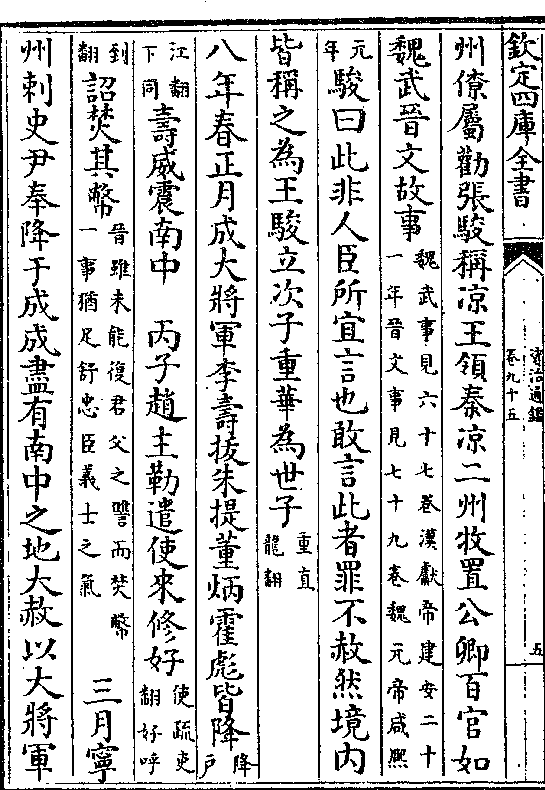 欽定四庫全書
資治通鑑
卷九十五
五
州僚屬勸張駿稱凉王領秦凉二州牧置公卿百官如
魏武晉文故事
魏武事見六十七卷漢獻帝建安二十
一年晉文事見七十九卷魏元帝咸熙
元
年
駿曰此非人臣所宜言也敢言此者罪不赦然境内
皆稱之為王駿立次子重華為世子
重直
龍翻
八年春正月成大將軍李壽拔朱提董炳霍彪皆降
降
戶
江翻
下同
壽威震南中
丙子趙主勒遣使來修好
使疏吏
翻好呼
到
翻
詔焚其幣
晉雖未能復君父之讐而焚幣
一事猶足舒忠臣義士之氣
三月寧
州刺史尹奉降于成成盡有南中之地大赦以大將軍